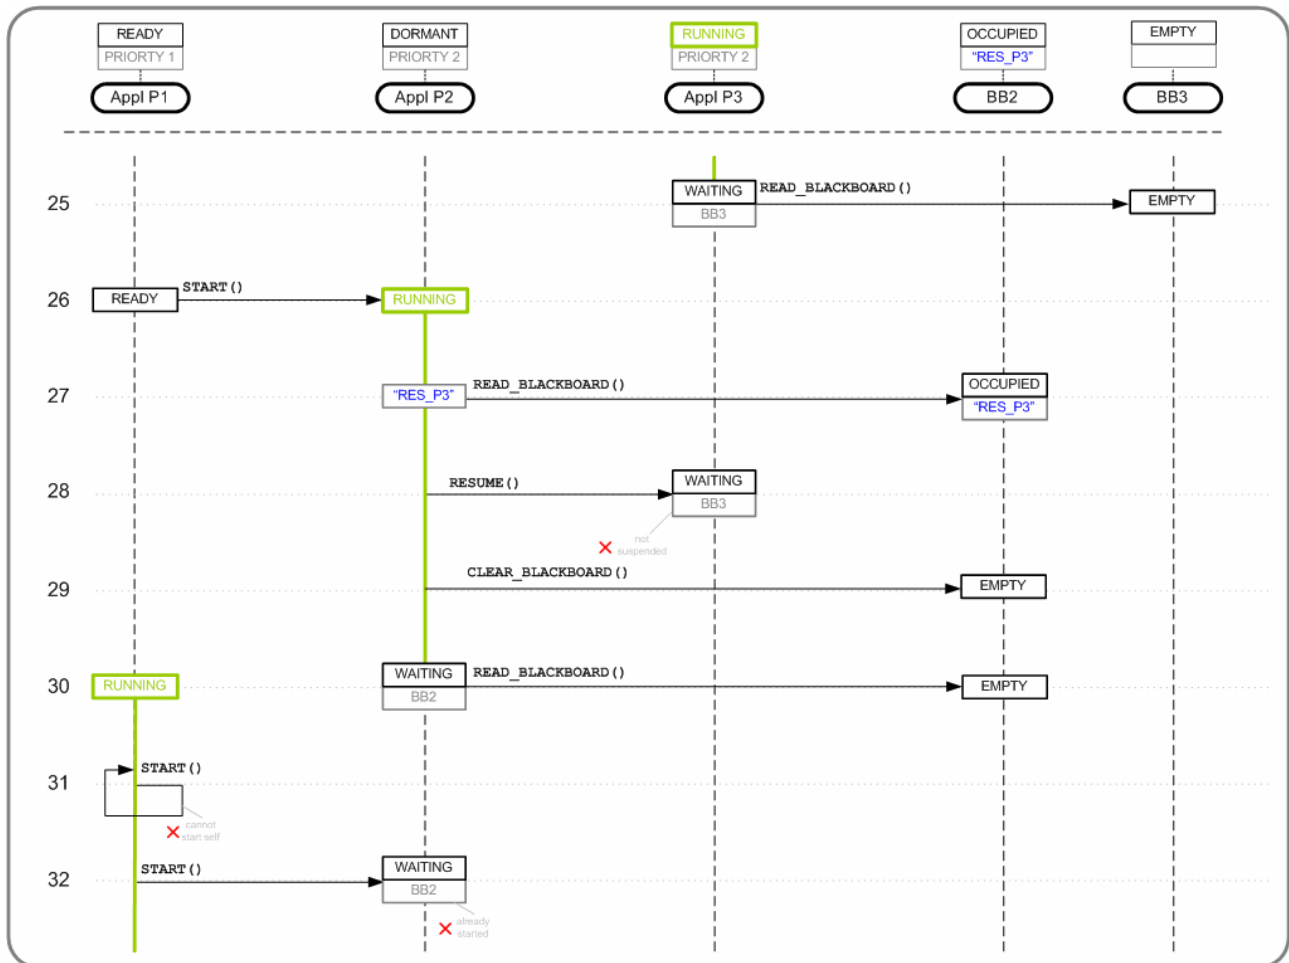 READY
PRIORTY 1
Appl P1
DORMANT
PRIORTY 2
Appl P2
RUNNING
PRIORTY 2
Appl P3
OCCUPIED
“RES_P3”
BB2
EMPTY
BB3
25
WAITING
BB3
READ_BLACKBOARD()
EMPTY
26
READY
START()
RUNNING
27
“RES_P3”
READ_BLACKBOARD()
OCCUPIED
“RES_P3”
28
RESUME()
WAITING
BB3
not
suspended
29
CLEAR_BLACKBOARD()
EMPTY
30
RUNNING
WAITING
BB2
READ_BLACKBOARD()
EMPTY
31
START()
cannot
start self
32
START()
WAITING
BB2
already
started